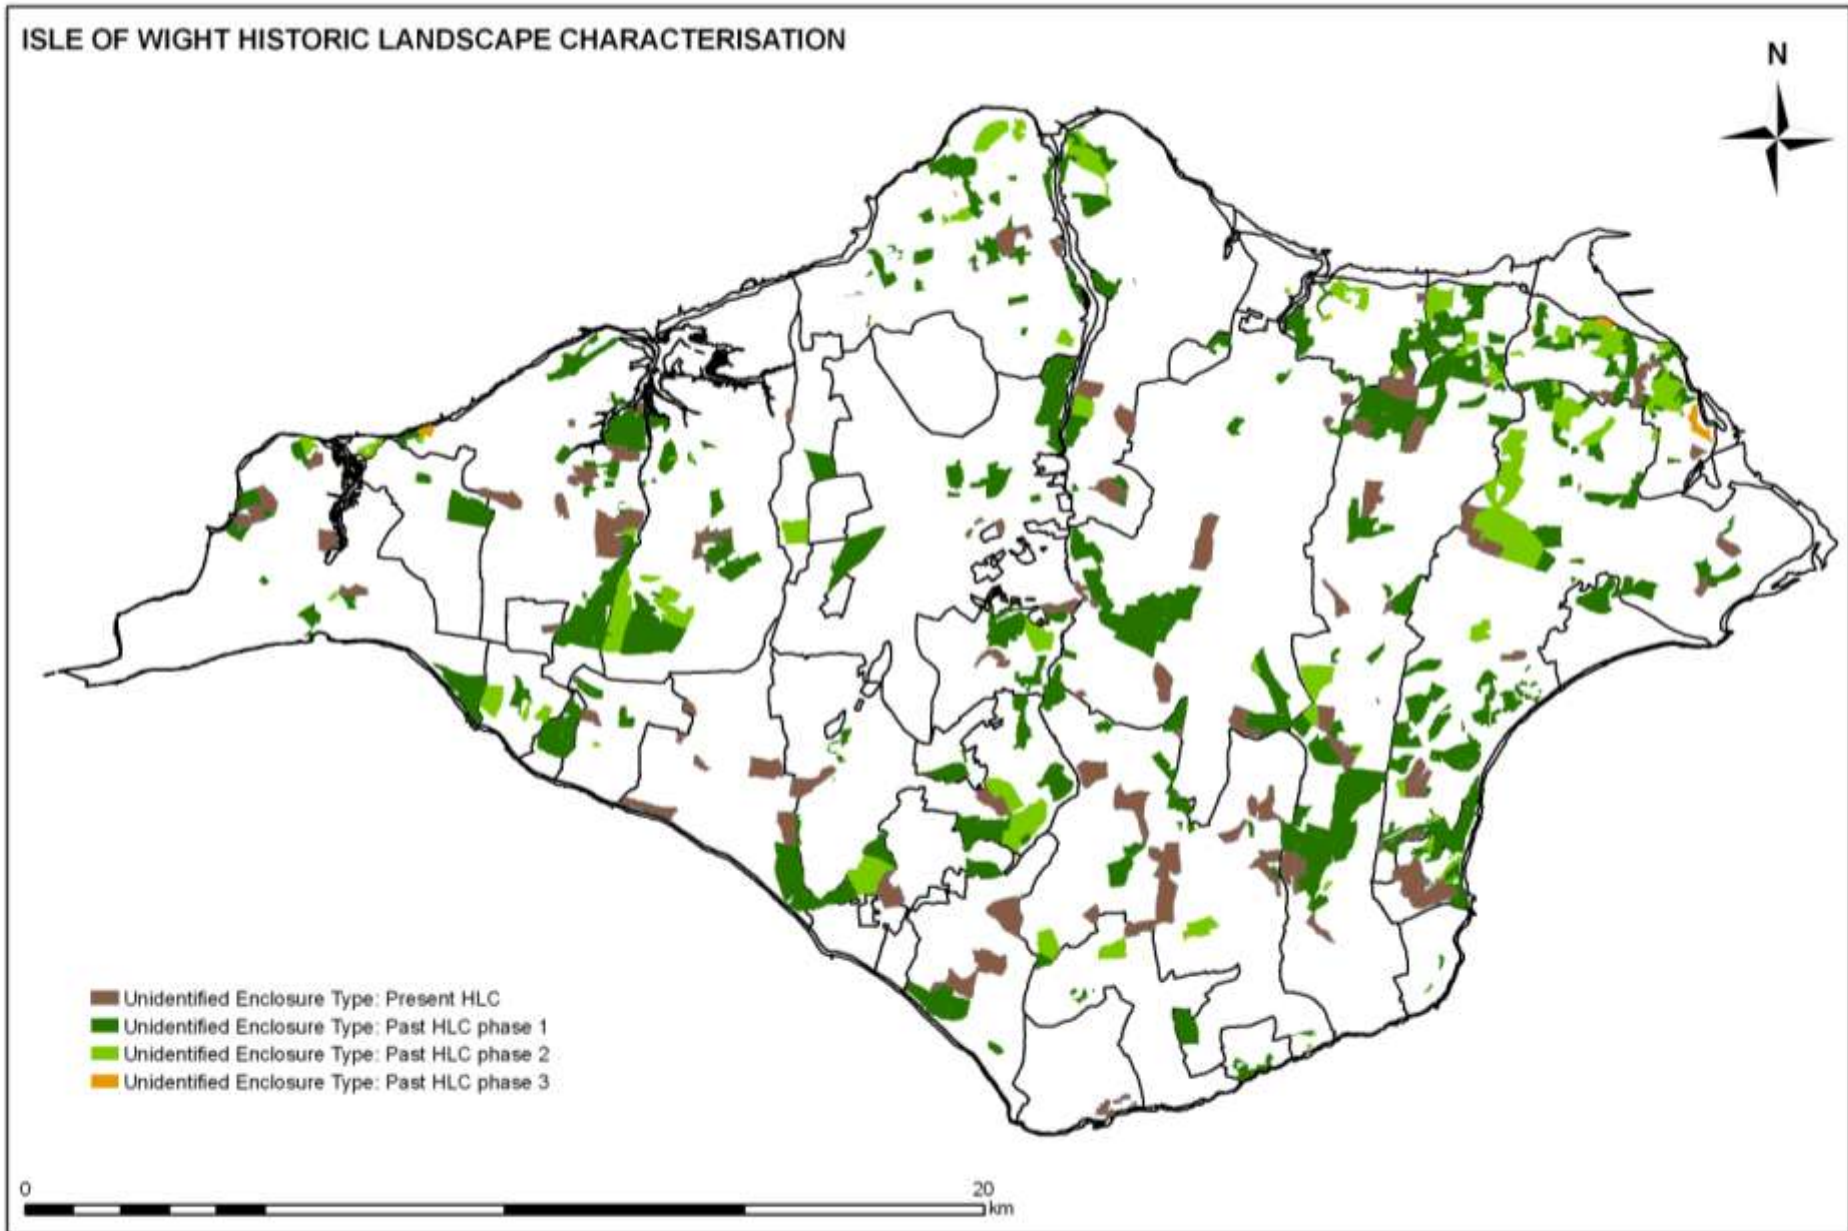 ISLE OF WIGHT HISTORIC LANDSCAPE CHARACTERISATION
N
Unidentified Enclosure Type: Present HLC
Unidentified Enclosure Type: Past HLC phase 1
Unidentified Enclosure Type: Past HLC phase 2
Unidentified Enclosure Type: Past HLC phase 3
0 20
km